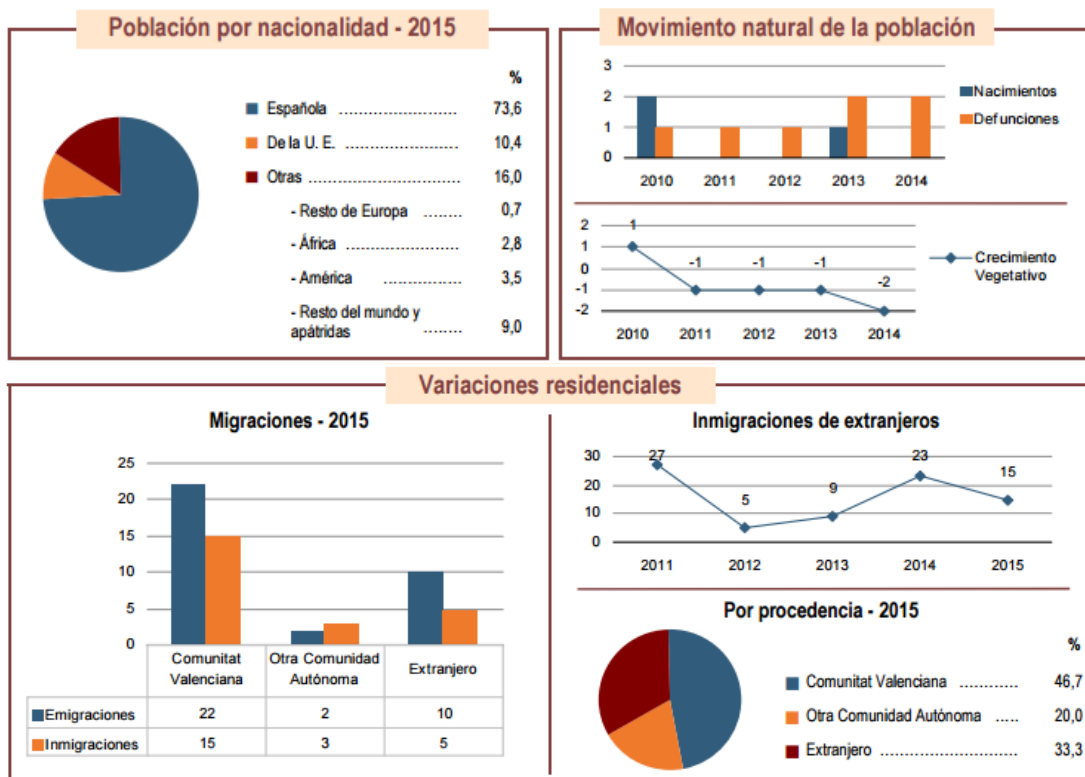 Población por nacionalidad - 2015
%
Española .................... 73,6
De la U. E. .......................... 10,4
Otras ................................... 16,0
- Resto de Europa ........ 0,7
- África ....................... 2,8
- América .................... 3,5
- Resto del mundo y
apátridas ........ 9,0
Movimiento natural de la población
3
2
1
0
2010 2011 2012 2013 2014
Nacimientos
Defunciones
2
1
0
-1
-2
1 -1 -1 -1 -2
2010 2011 2012 2013 2014
Crecimiento
Vegetativo
Variaciones residenciales
Migraciones - 2015
25
20
15
10
5
0
Comunitat
Valenciana
Otra Comunidad
Autónoma
Extranjero
Emigraciones 22 2 10
Inmigraciones 15 3 5
Inmigraciones de extranjeros
30
20
10
0
27 5 9 23 15
2011 2012 2013 2014 2015
Por procedencia - 2015
%
Comunitat Valenciana ............ 46,7
Otra Comunidad Autónoma ..... 20,0
Extranjero ............................ 33,3